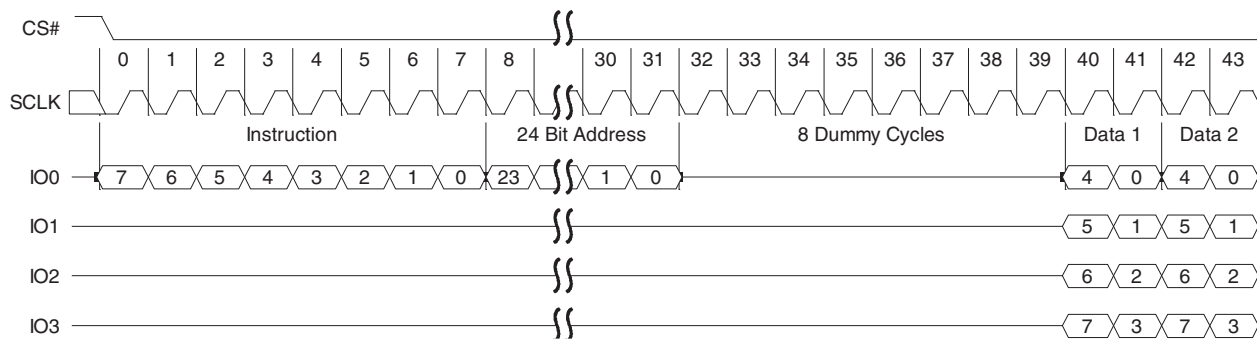 CS#
0 1 2 3 4 5 6 7 8 30 31 32 33 34 35 36 37 38 39 40 41 42 43
SCLK
Instruction 24 Bit Address 8 Dummy Cycles Data 1 Data 2
IO0 7 6 5 4 3 2 1 0 23 1 0 4 0 4 0
IO1 5 1 5 1
IO2 6 2 6 2
IO3 7 3 7 3